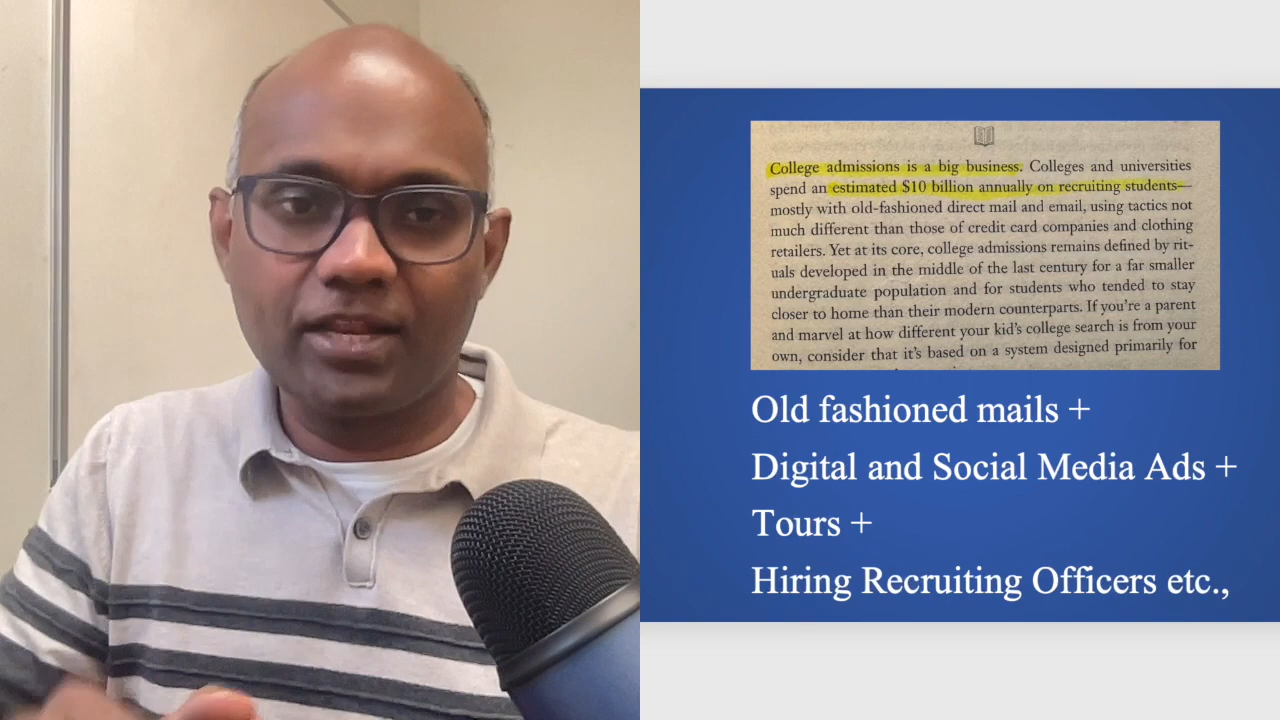 College admissions is a big business. Colleges and universities
spend an estimated $10 billion annually on recruiting students—
mostly with old-fashioned direct mail and email, using tactics not
much different than those of credit card companies and clothing
retailers. Yet at its core, college admissions remains defined by rit-
uals developed in the middle of the last century for a far smaller
undergraduate population and for students who tended to stay
closer to home than their modern counterparts. If you're a parent
and marvel at how different your kid's college search is from your
own, consider that it's based on a system designed primarily for
Old fashioned mails +
Digital and Social Media Ads +
Tours +
Hiring Recruiting Officers etc.,